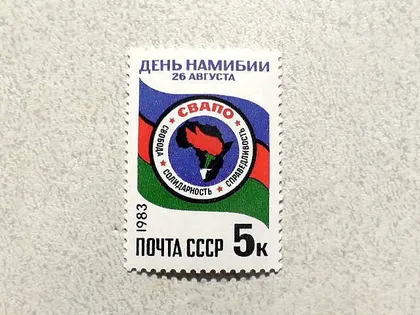 ДЕНЬ НАМИБИИ
26 АВГУСТА
СВАПО
СВОБОДА
СОЛИДАРНОСТЬ
СПРАВЕДЛИВОСТЬ
1983
ПОЧТА СССР 5к